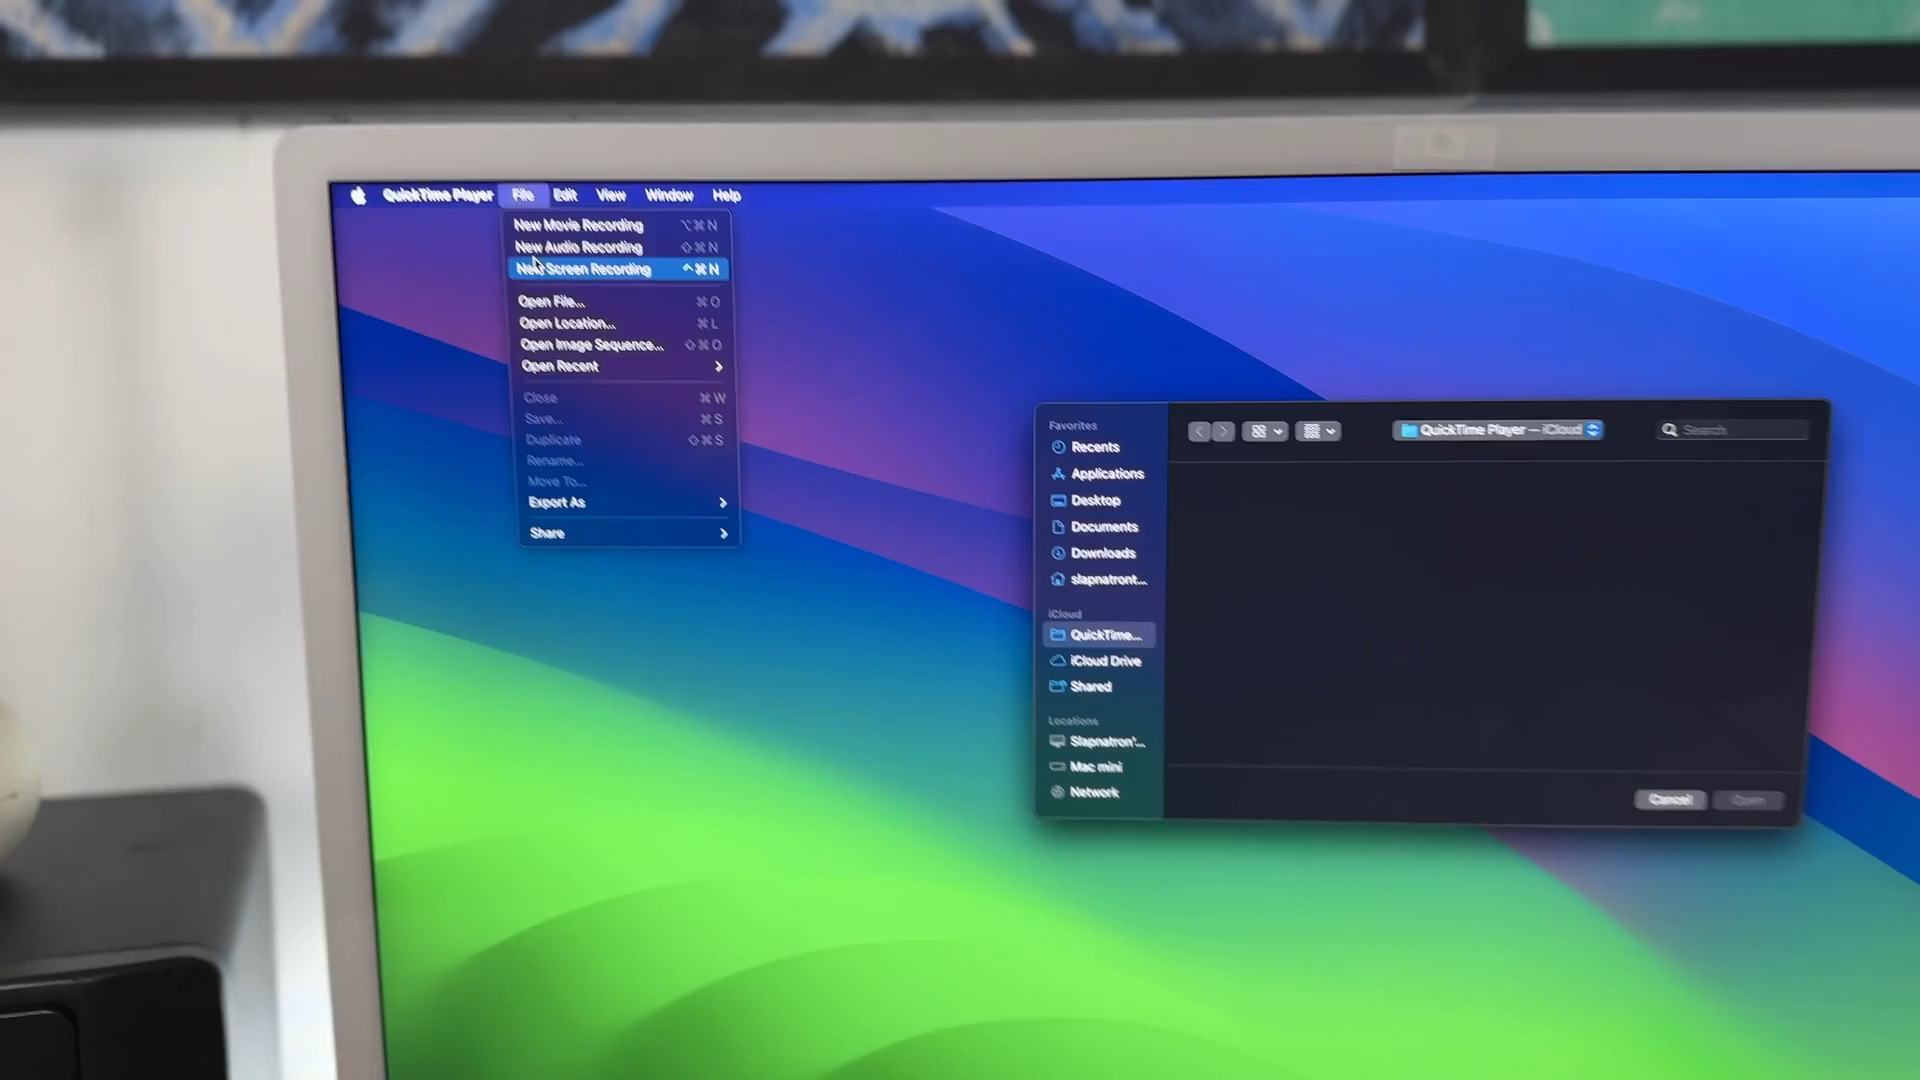 QuickTime Player File Edit View Window Help
New Movie Recording ⌥⌘N
New Audio Recording ⇧⌘N
New Screen Recording ^⌘N
Open File... ⌘O
Open Location... ⌘L
Open Image Sequence... ⇧⌘O
Open Recent
Close ⌘W
Save... ⌘S
Duplicate ⇧⌘S
Rename...
Move To...
Export As
Share
Favorites
Recents
Applications
Desktop
Documents
Downloads
slapnatront...
iCloud
QuickTime...
iCloud Drive
Shared
Locations
Slapnatron'...
Mac mini
Network
QuickTime Player — iCloud
Search
Cancel Open